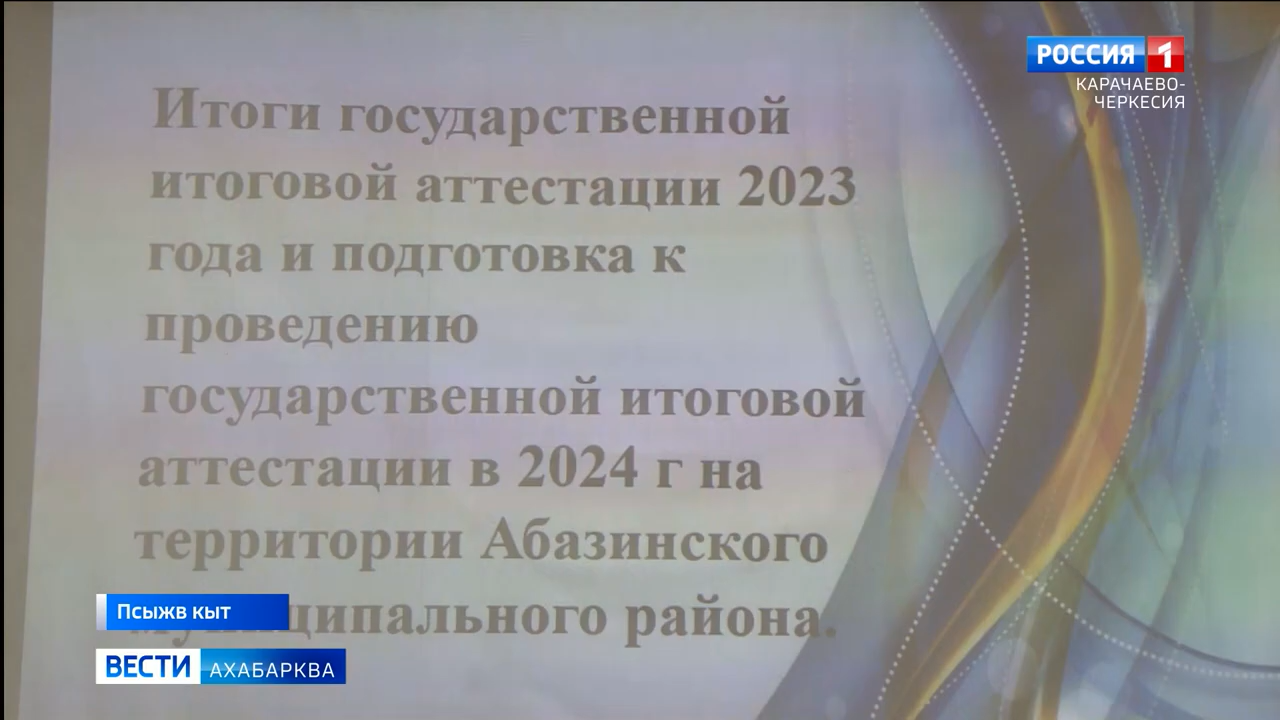 РОССИЯ 1
КАРАЧАЕВО-
ЧЕРКЕСИЯ
Итоги государственной
итоговой аттестации 2023
года и подготовка к
проведению
государственной итоговой
аттестации в 2024 г на
территории Абазинского
муниципального района.
Псыжв кыт
ВЕСТИ АХАБАРКВА